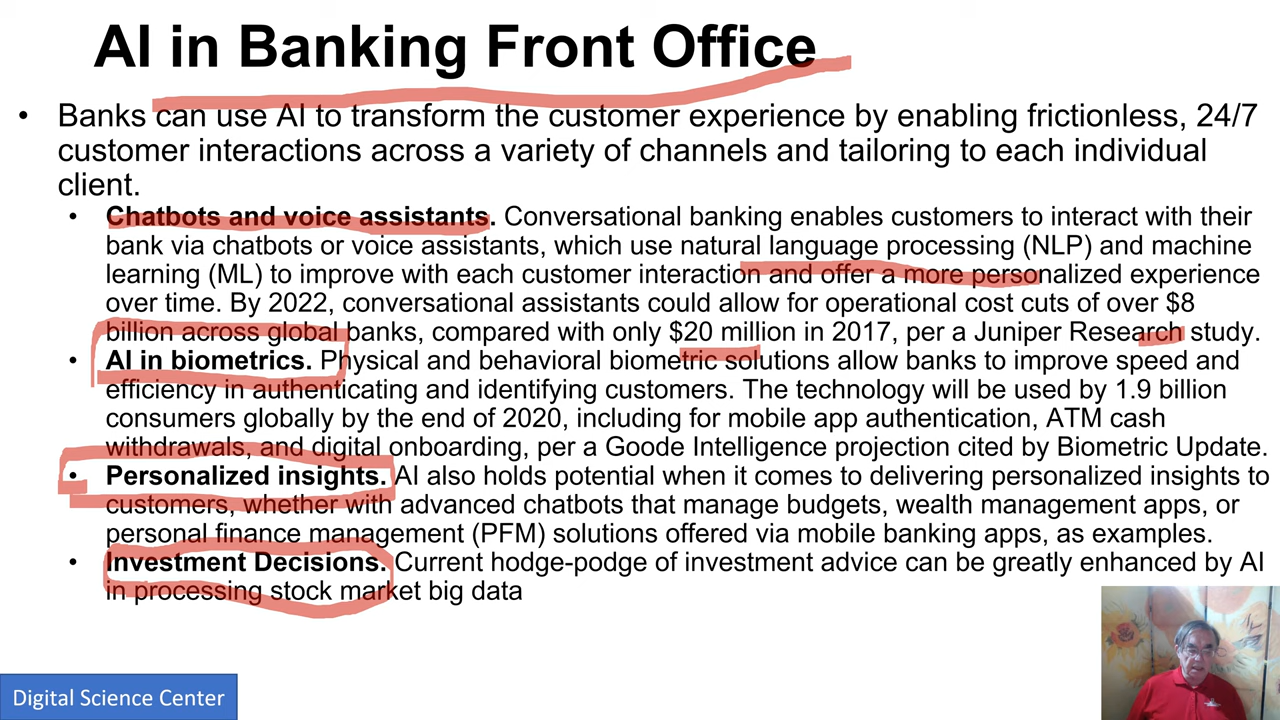 AI in Banking Front Office
• Banks can use AI to transform the customer experience by enabling frictionless, 24/7
customer interactions across a variety of channels and tailoring to each individual
client.
• Chatbots and voice assistants. Conversational banking enables customers to interact with their
bank via chatbots or voice assistants, which use natural language processing (NLP) and machine
learning (ML) to improve with each customer interaction and offer a more personalized experience
over time. By 2022, conversational assistants could allow for operational cost cuts of over $8
billion across global banks, compared with only $20 million in 2017, per a Juniper Research study.
• AI in biometrics. Physical and behavioral biometric solutions allow banks to improve speed and
efficiency in authenticating and identifying customers. The technology will be used by 1.9 billion
consumers globally by the end of 2020, including for mobile app authentication, ATM cash
withdrawals, and digital onboarding, per a Goode Intelligence projection cited by Biometric Update.
• Personalized insights. AI also holds potential when it comes to delivering personalized insights to
customers, whether with advanced chatbots that manage budgets, wealth management apps, or
personal finance management (PFM) solutions offered via mobile banking apps, as examples.
• Investment Decisions. Current hodge-podge of investment advice can be greatly enhanced by AI
in processing stock market big data
Digital Science Center